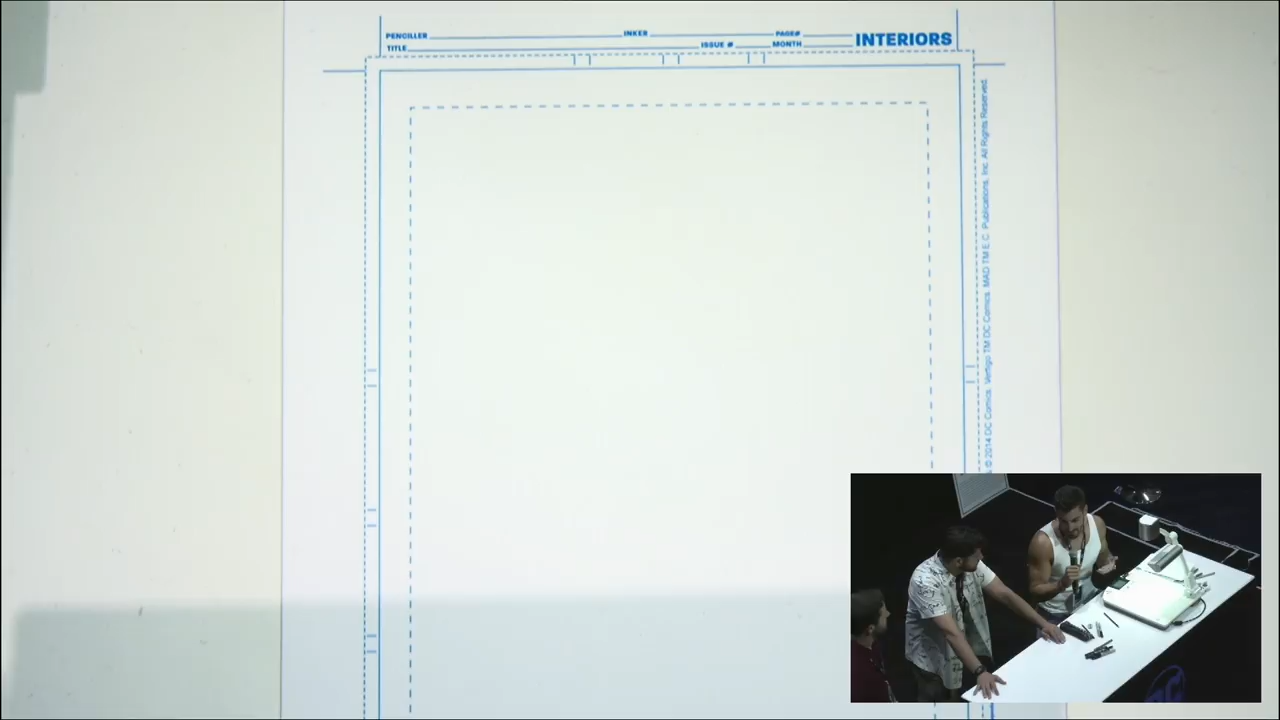 PENCILLER INKER PAGE#
TITLE ISSUE # MONTH INTERIORS
© 2014 DC Comics. Vertigo TM DC Comics. MAD TM E.C. Publications, Inc. All Rights Reserved.